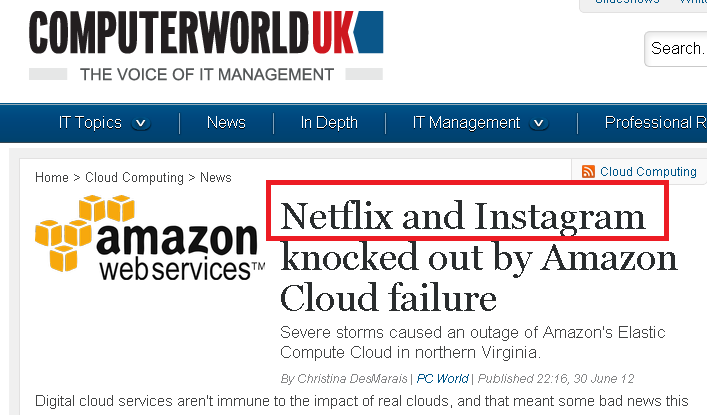 Search.
COMPUTERWORLDUK
THE VOICE OF IT MANAGEMENT
IT Topics News In Depth IT Management Professional R
Home > Cloud Computing > News
Cloud Computing
amazon
webservices™
Netflix and Instagram
knocked out by Amazon
Cloud failure
Severe storms caused an outage of Amazon's Elastic
Compute Cloud in northern Virginia.
By Christina DesMarais | PC World | Published 22:16, 30 June 12
Digital cloud services aren't immune to the impact of real clouds, and that meant some bad news this